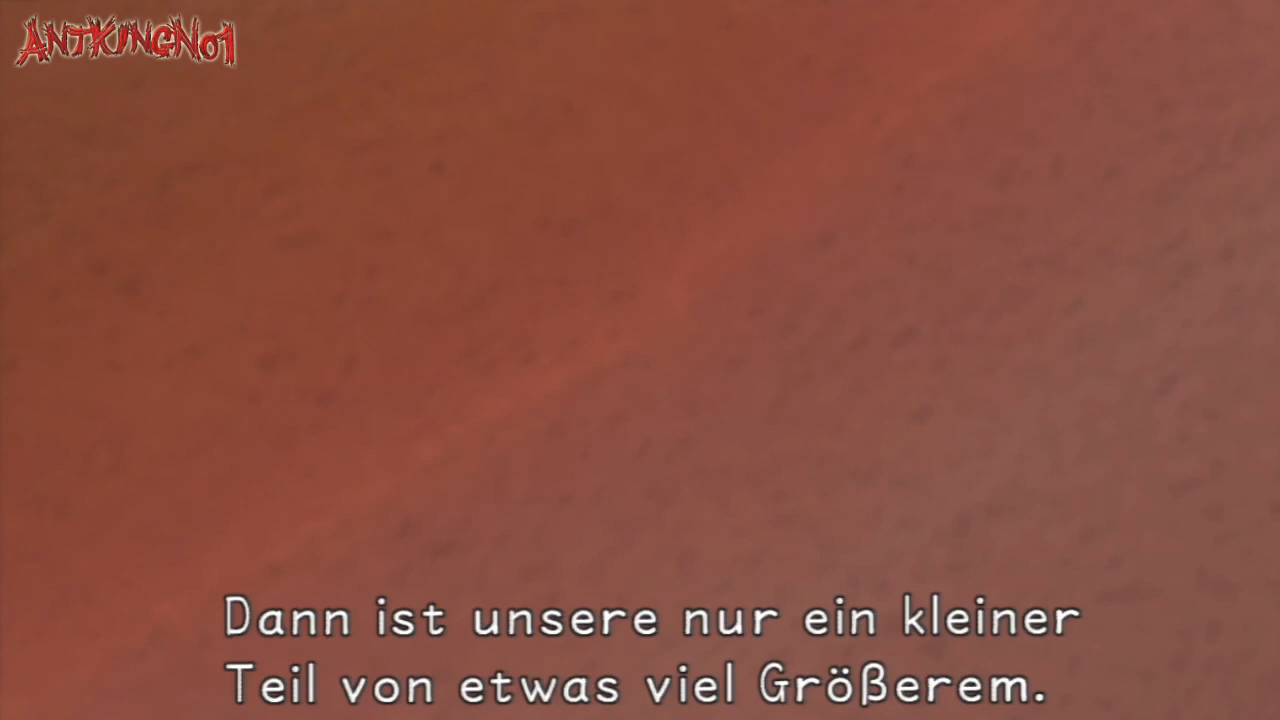 ANTKINGNO1
Dann ist unsere nur ein kleiner
Teil von etwas viel Größerem.